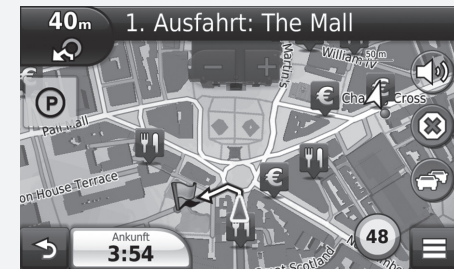 40m
1. Ausfahrt: The Mall
50 m
William IV
Martin's
P
Pall Mall
Cross
on House Terrace
Ankunft
3:54
Scotland
48